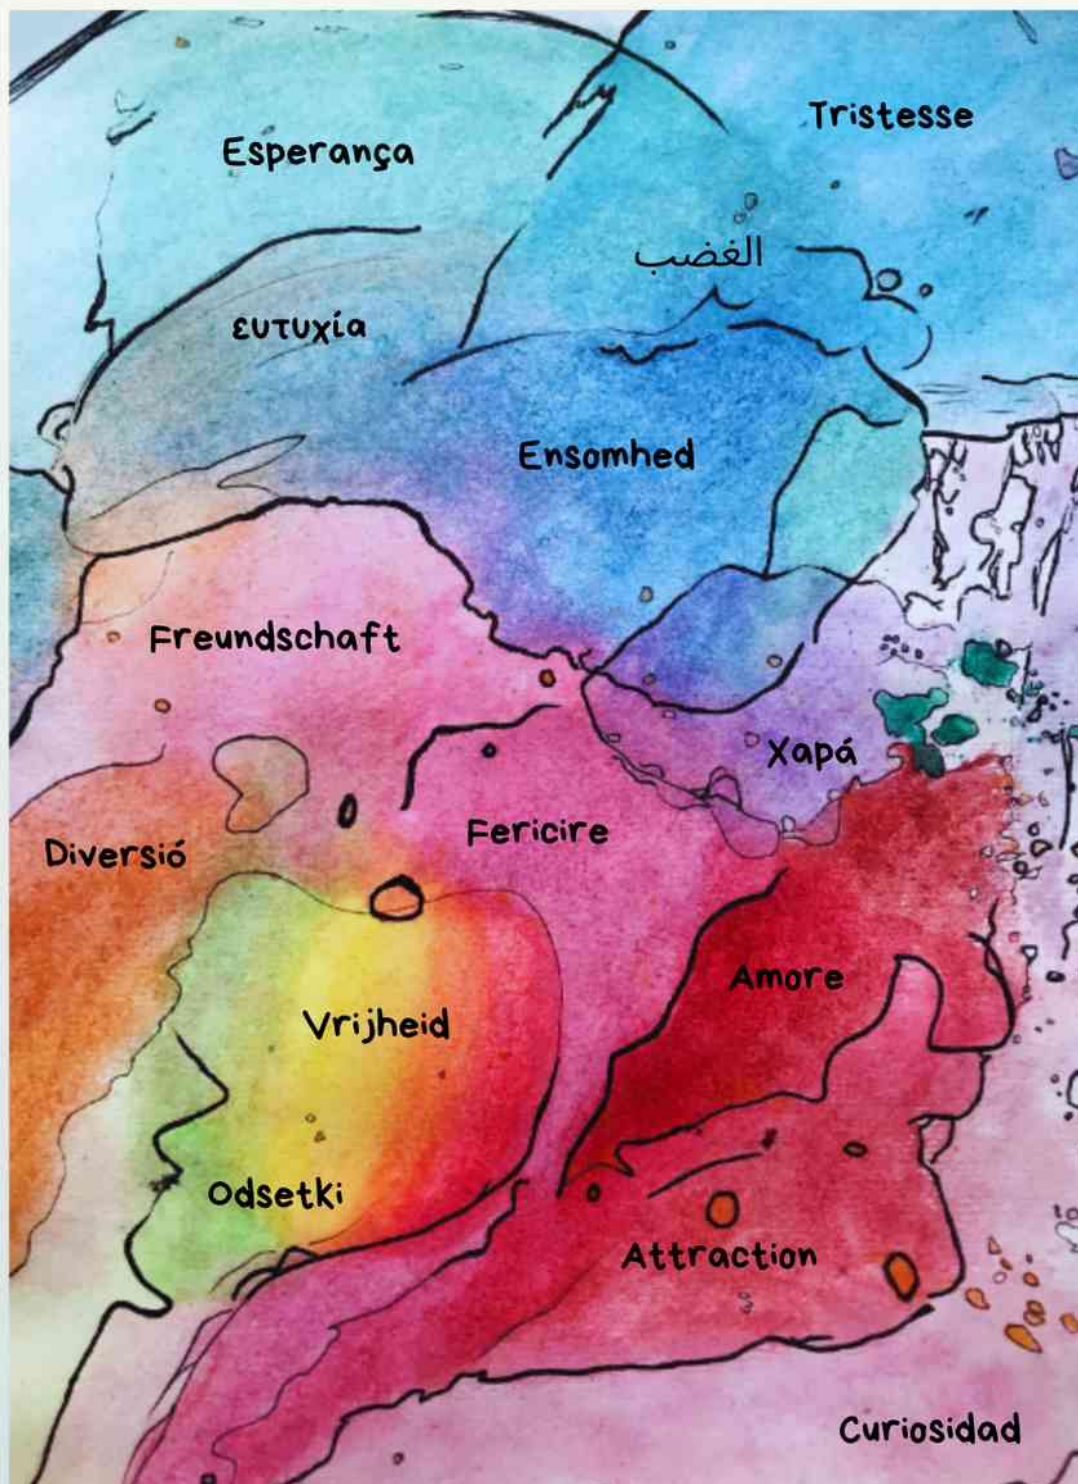 Tristesse
Esperança
الغضب
ευτυχία
Ensomhed
Freundschaft
Xapá
Fericire
Diversió
Amore
Vrijheid
Odsetki
Attraction
Curiosidad